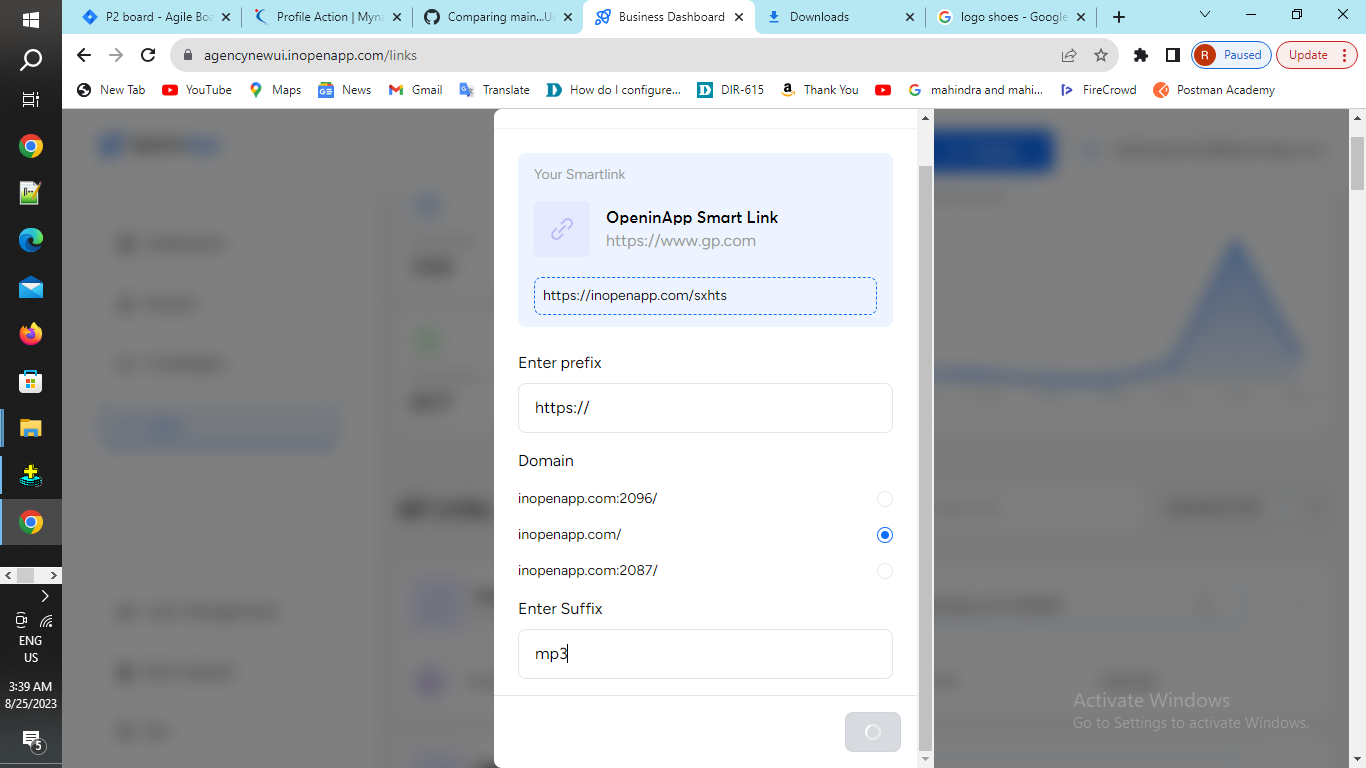 P2 board - Agile Boa
Profile Action | Myna
Comparing main...Us
Business Dashboard
Downloads
logo shoes - Google
agencynewui.inopenapp.com/links
R Paused
Update
New Tab
YouTube
Maps
News
Gmail
Translate
How do I configure...
DIR-615
Thank You
mahindra and mahi...
FireCrowd
Postman Academy
Your Smartlink
OpeninApp Smart Link
https://www.gp.com
https://inopenapp.com/sxhts
Enter prefix
https://
Domain
inopenapp.com:2096/
inopenapp.com/
inopenapp.com:2087/
Enter Suffix
mp3
Activate Windows
Go to Settings to activate Windows.
ENG
US
3:39 AM
8/25/2023
5